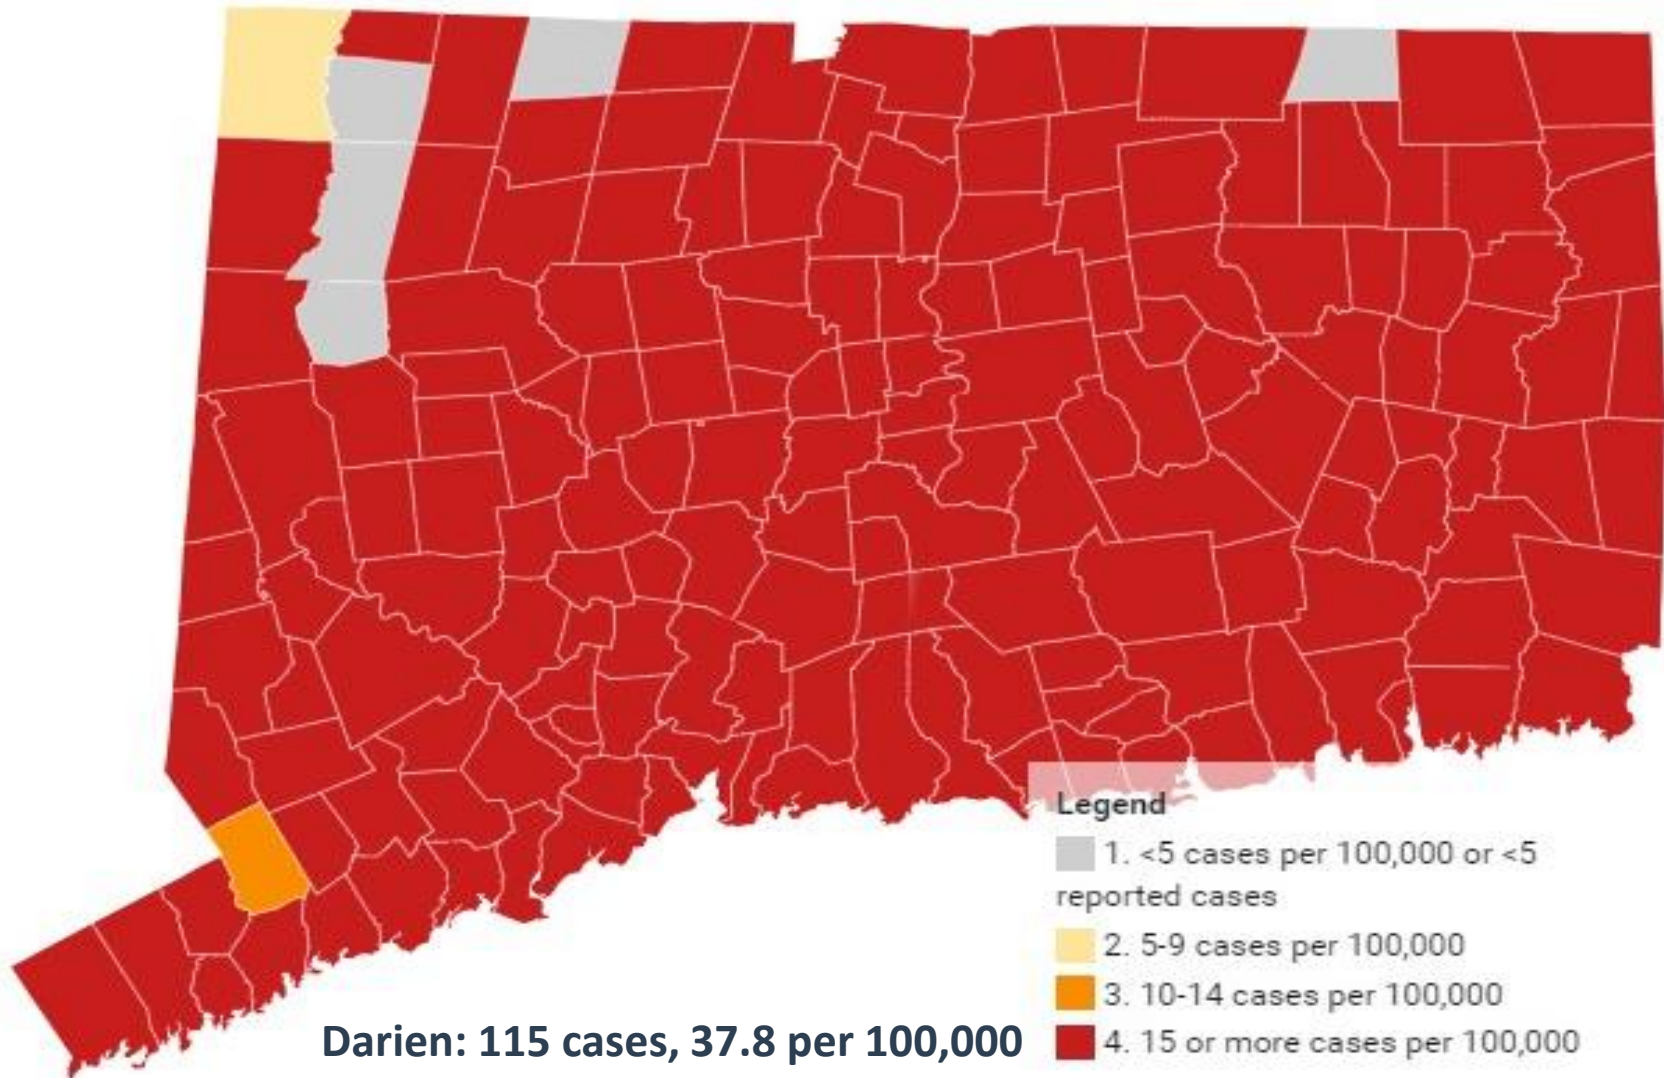 Legend
1. <5 cases per 100,000 or <5
reported cases
2. 5-9 cases per 100,000
3. 10-14 cases per 100,000
4. 15 or more cases per 100,000
Darien: 115 cases, 37.8 per 100,000